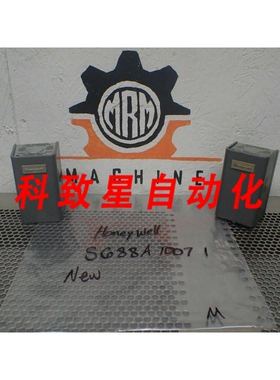 MRM
MACHINE
科致星自动化
Honeywell
S688A 1007 1
New
M